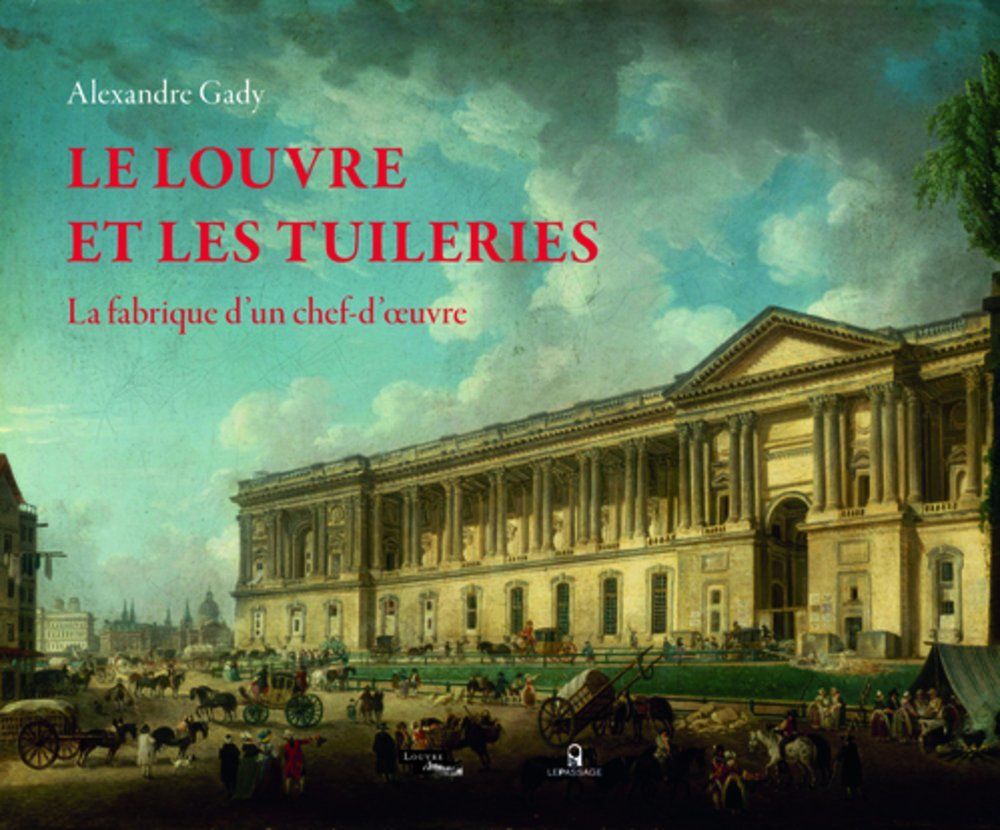 Alexandre Gady
LE LOUVRE
ET LES TUILERIES
La fabrique d'un chef-d'œuvre
LOUVRE
LE PASSAGE